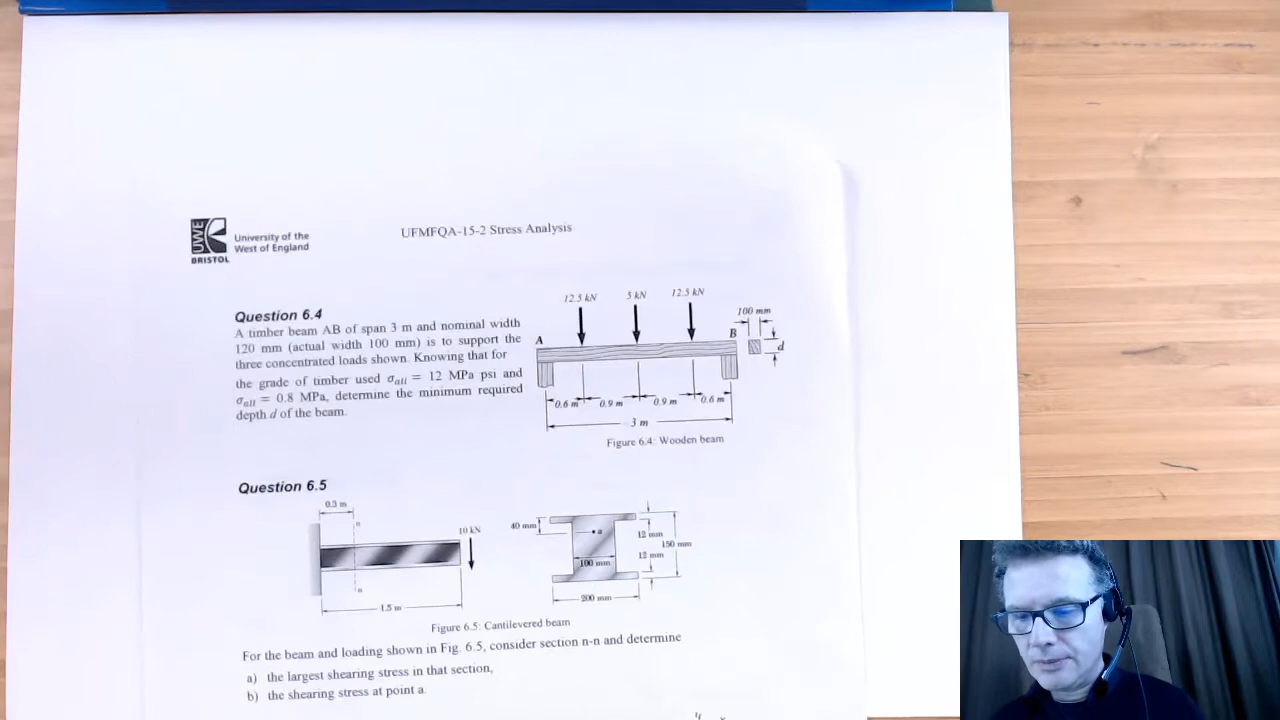 UWE
BRISTOL
University of the
West of England
UFMFQA-15-2 Stress Analysis
Question 6.4
A timber beam AB of span 3 m and nominal width
120 mm (actual width 100 mm) is to support the
three concentrated loads shown. Knowing that for
the grade of timber used σall = 12 MPa psi and
σall = 0.8 MPa, determine the minimum required
depth d of the beam.
12.5 kN 5 kN 12.5 kN
100 mm
A B
d
0.6 m 0.9 m 0.9 m 0.6 m
3 m
Figure 6.4: Wooden beam
Question 6.5
0.3 m
n
10 kN
n
1.5 m
40 mm
a
12 mm
150 mm
12 mm
100 mm
200 mm
Figure 6.5: Cantilevered beam
For the beam and loading shown in Fig. 6.5, consider section n-n and determine
a) the largest shearing stress in that section,
b) the shearing stress at point a.